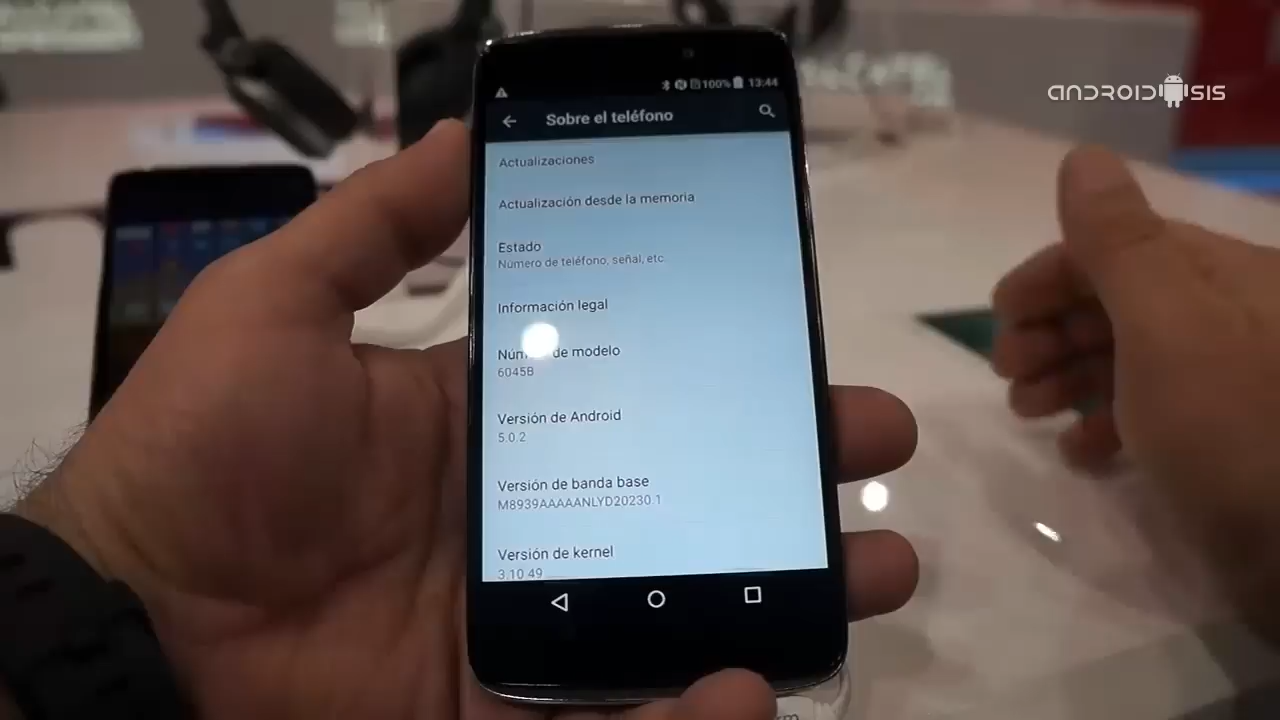 ANDROIDSIS
100% 13:44
Sobre el teléfono
Actualizaciones
Actualización desde la memoria
Estado
Número de teléfono, señal, etc.
Información legal
de modelo
6045B
Versión de Android
5.0.2
Versión de banda base
M8939AAAAANLYD20230.1
Versión de kernel
3.10.49